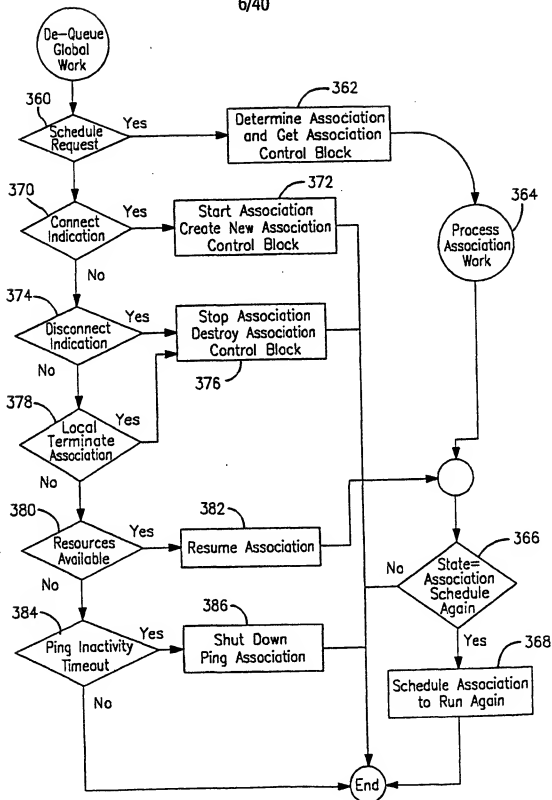 6/40
De-Queue
Global
Work
360
Schedule
Request
Yes
362
Determine Association
and Get Association
Control Block
370
Connect
Indication
Yes
No
372
Start Association
Create New Association
Control Block
364
Process
Association
Work
374
Disconnect
Indication
Yes
No
Stop Association
Destroy Association
Control Block
376
378
Local
Terminate
Association
Yes
No
380
Resources
Available
Yes
No
382
Resume Association
366
State=
Association
Schedule
Again
No
Yes
384
Ping Inactivity
Timeout
Yes
No
386
Shut Down
Ping Association
368
Schedule Association
to Run Again
End